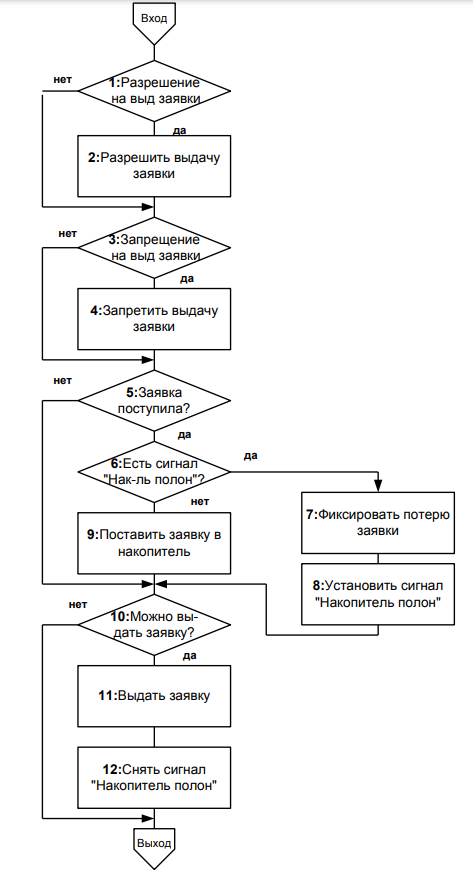 Вход
нет
1:Разрешение
на выд заявки
да
2:Разрешить выдачу
заявки
нет
3:Запрещение
на выд заявки
да
4:Запретить выдачу
заявки
нет
5:Заявка
поступила?
да
6:Есть сигнал
"Нак-ль полон"?
да
нет
7:Фиксировать потерю
заявки
9:Поставить заявку в
накопитель
8:Установить сигнал
"Накопитель полон"
нет
10:Можно вы-
дать заявку?
да
11:Выдать заявку
12:Снять сигнал
"Накопитель полон"
Выход